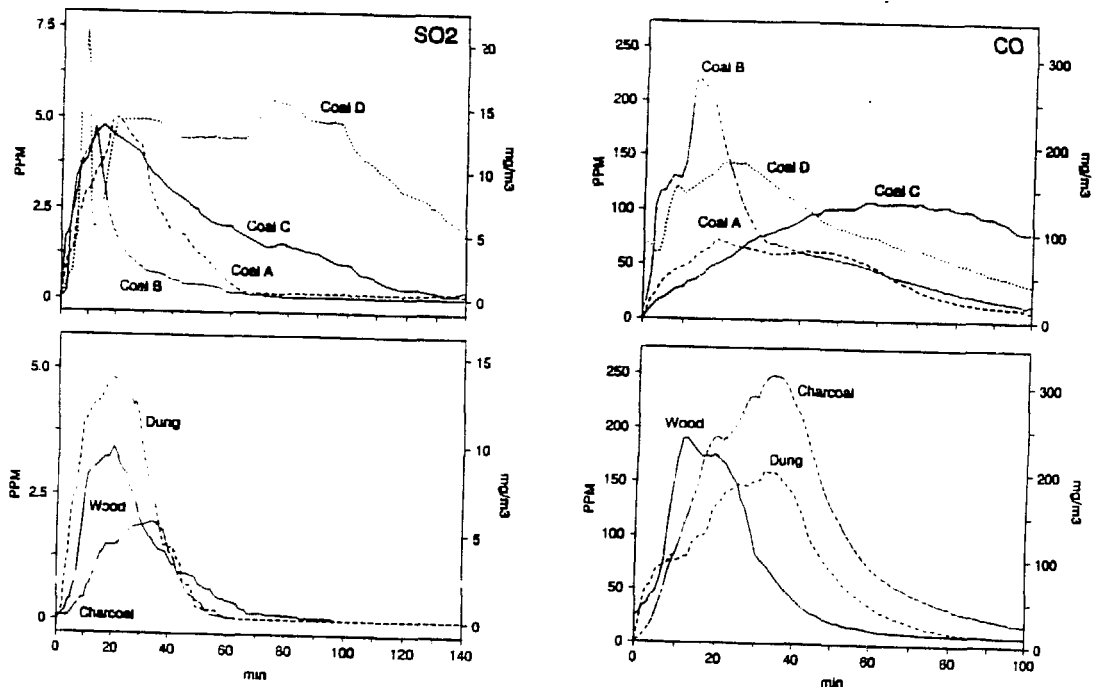 SO2
7.5
5.0
2.5
0
PPM
20
15
10
5
0
mg/m3
Coal D
Coal C
Coal A
Coal B
CO
250
200
150
100
50
0
PPM
300
200
100
0
mg/m3
Coal B
Coal D
Coal C
Coal A
5.0
2.5
0
PPM
15
10
5
0
mg/m3
Dung
Wood
Charcoal
0 20 40 60 80 100 120 140
min
250
200
150
100
50
0
PPM
300
200
100
0
mg/m3
Wood
Charcoal
Dung
0 20 40 60 80 100
min